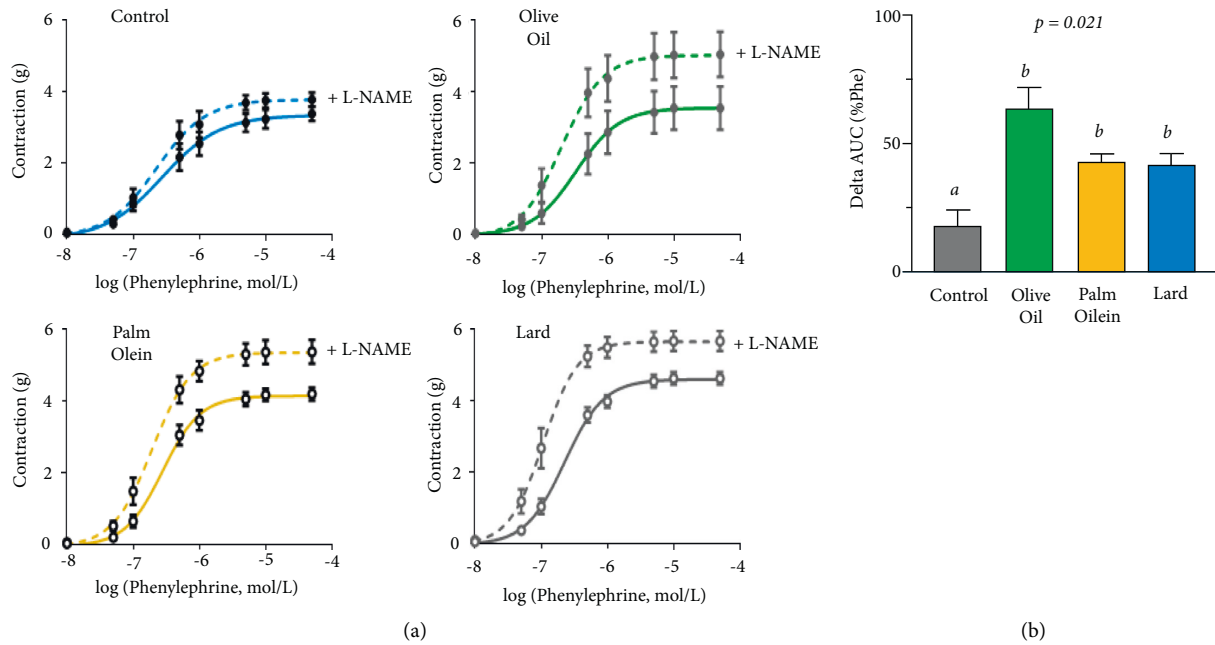 Control
Contraction (g)
6
4
2
0
+ L-NAME
-8 -7 -6 -5 -4
log (Phenylephrine, mol/L)
Olive
Oil
Contraction (g)
6
4
2
0
+ L-NAME
-8 -7 -6 -5 -4
log (Phenylephrine, mol/L)
Palm
Olein
Contraction (g)
6
4
2
0
+ L-NAME
-8 -7 -6 -5 -4
log (Phenylephrine, mol/L)
Lard
Contraction (g)
6
4
2
0
+ L-NAME
-8 -7 -6 -5 -4
log (Phenylephrine, mol/L)
(a)
Delta AUC (%Phe)
100
50
0
p = 0.021
a
b
b
b
Control
Olive
Oil
Palm
Oilein
Lard
(b)